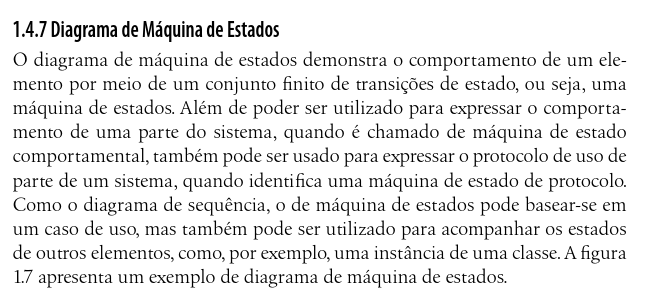 1.4.7 Diagrama de Máquina de Estados
O diagrama de máquina de estados demonstra o comportamento de um ele-
mento por meio de um conjunto finito de transições de estado, ou seja, uma
máquina de estados. Além de poder ser utilizado para expressar o comporta-
mento de uma parte do sistema, quando é chamado de máquina de estado
comportamental, também pode ser usado para expressar o protocolo de uso de
parte de um sistema, quando identifica uma máquina de estado de protocolo.
Como o diagrama de sequência, o de máquina de estados pode basear-se em
um caso de uso, mas também pode ser utilizado para acompanhar os estados
de outros elementos, como, por exemplo, uma instância de uma classe. A figura
1.7 apresenta um exemplo de diagrama de máquina de estados.